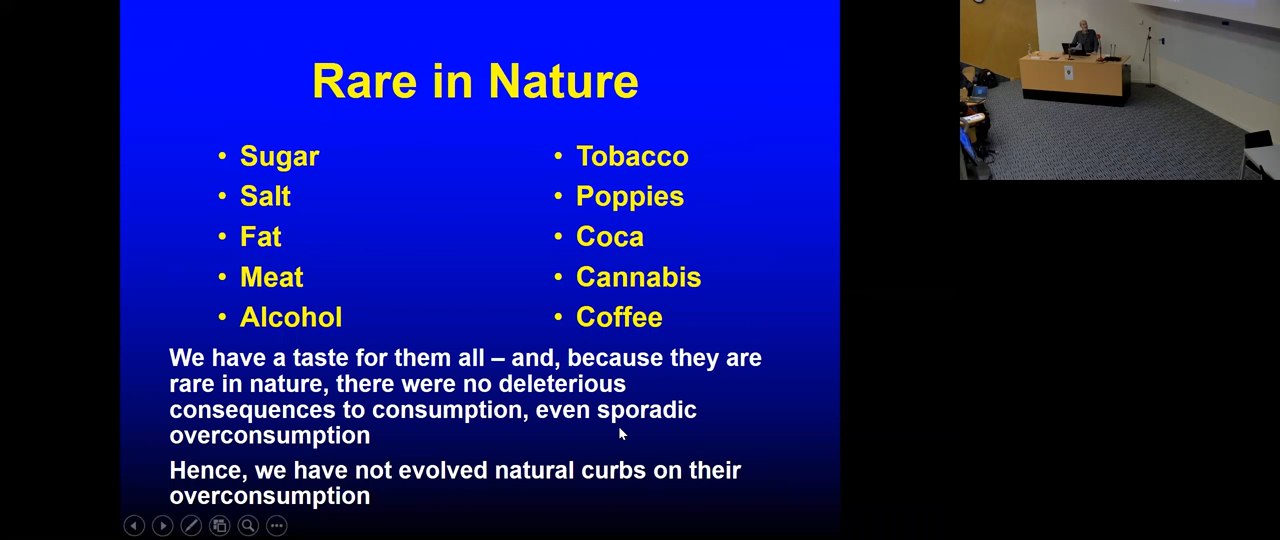 Rare in Nature
• Sugar
• Salt
• Fat
• Meat
• Alcohol
• Tobacco
• Poppies
• Coca
• Cannabis
• Coffee
We have a taste for them all – and, because they are
rare in nature, there were no deleterious
consequences to consumption, even sporadic
overconsumption
Hence, we have not evolved natural curbs on their
overconsumption